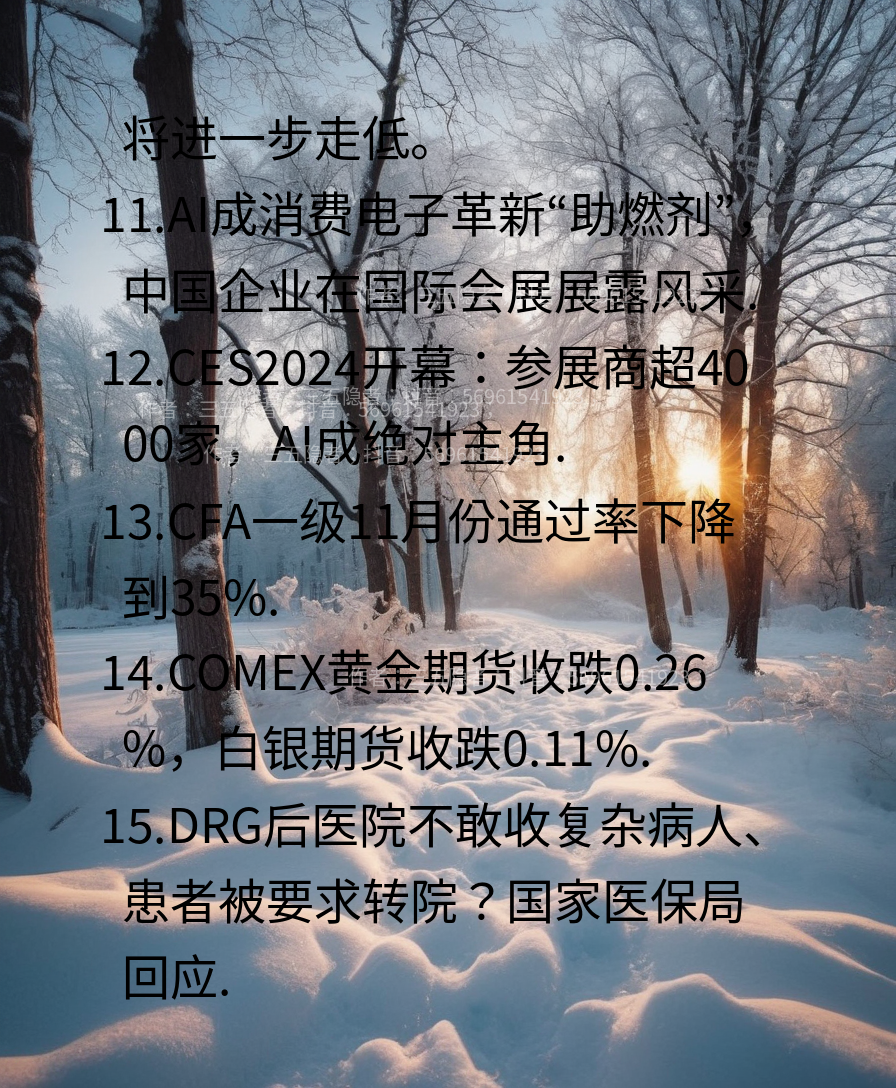 将进一步走低。
11.AI成消费电子革新“助燃剂”，
中国企业在国际会展展露风采.
12.CES2024开幕：参展商超40
00家，AI成绝对主角.
13.CFA一级11月份通过率下降
到35%.
14.COMEX黄金期货收跌0.26
%，白银期货收跌0.11%.
15.DRG后医院不敢收复杂病人、
患者被要求转院？国家医保局
回应.